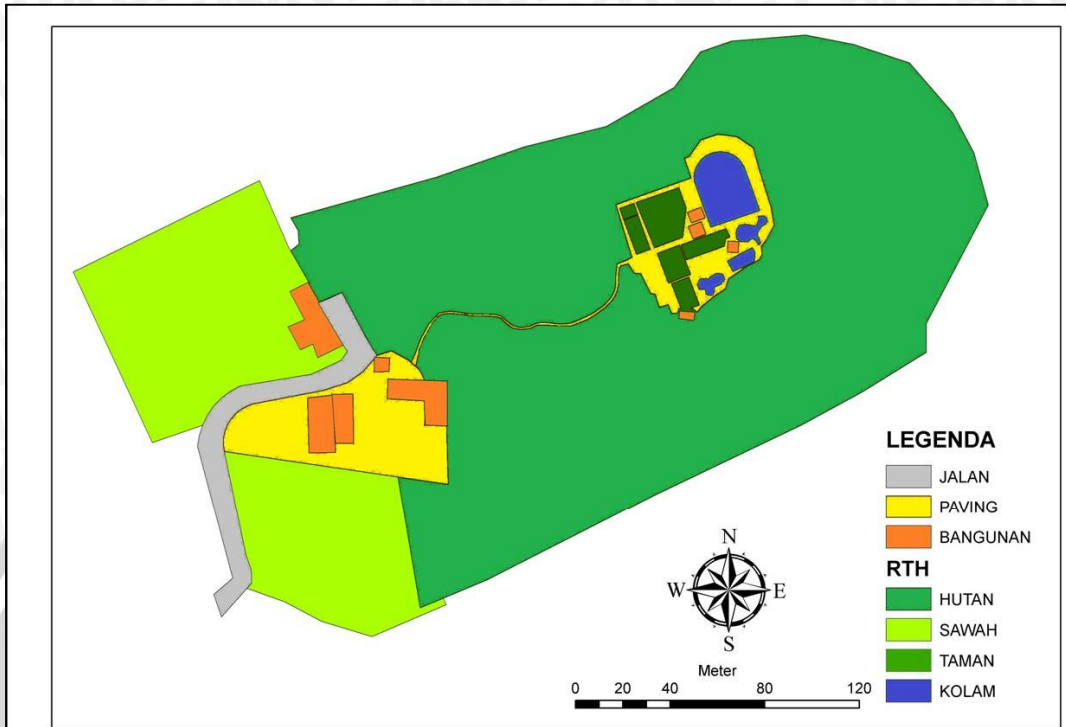 LEGENDA
JALAN
PAVING
BANGUNAN
RTH
HUTAN
SAWAH
TAMAN
KOLAM
N
W E
S
Meter
0 20 40 80 120